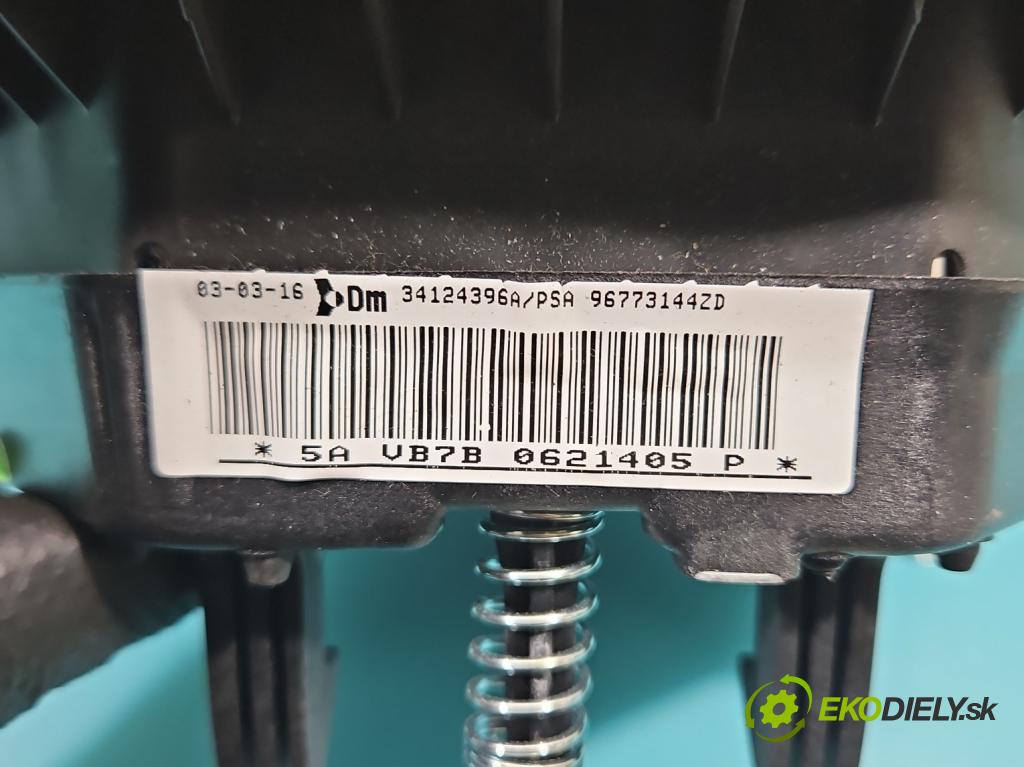 03-03-16 Dm 34124396A/PSA 96773144ZD
* 5A VB7B 0621405 P *
EKODIELY.sk